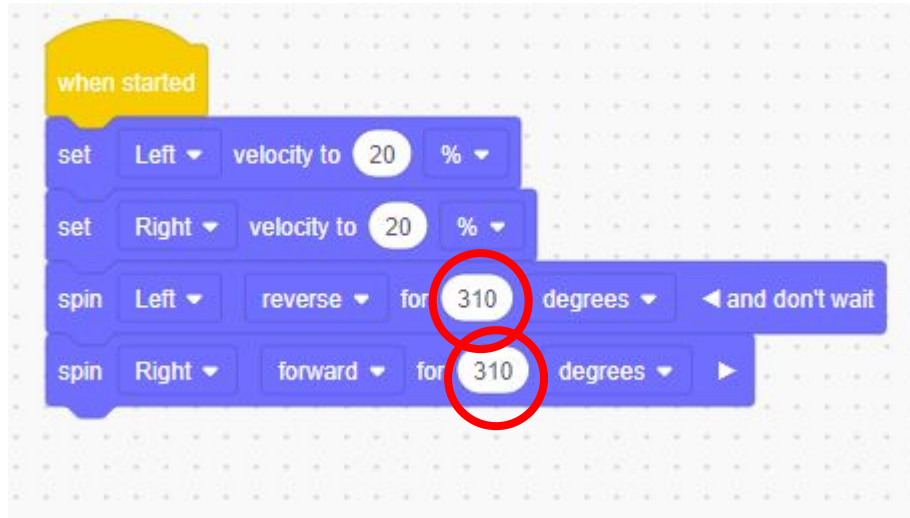 when started
set Left velocity to 20 %
set Right velocity to 20 %
spin Left reverse for 310 degrees and don't wait
spin Right forward for 310 degrees